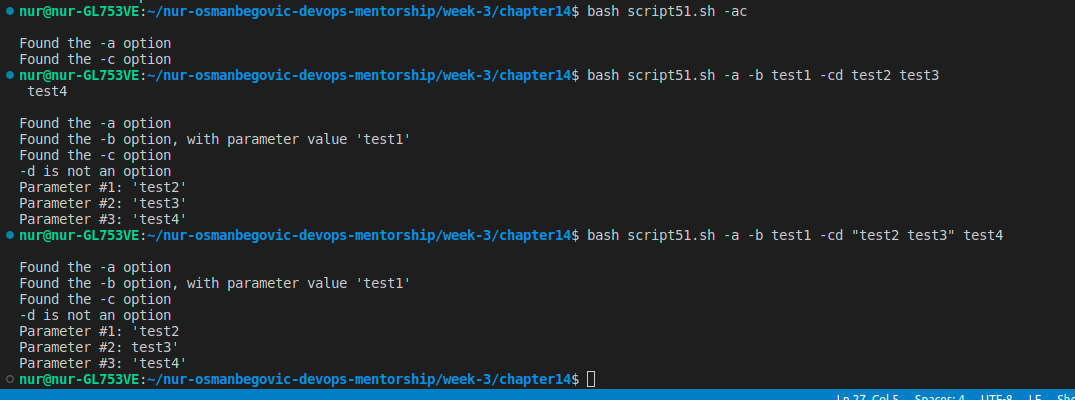 nur@nur-GL753VE:~/nur-osmanbegovic-devops-mentorship/week-3/chapter14$ bash script51.sh -ac
Found the -a option
Found the -c option
nur@nur-GL753VE:~/nur-osmanbegovic-devops-mentorship/week-3/chapter14$ bash script51.sh -a -b test1 -cd test2 test3
test4
Found the -a option
Found the -b option, with parameter value 'test1'
Found the -c option
-d is not an option
Parameter #1: 'test2'
Parameter #2: 'test3'
Parameter #3: 'test4'
nur@nur-GL753VE:~/nur-osmanbegovic-devops-mentorship/week-3/chapter14$ bash script51.sh -a -b test1 -cd "test2 test3" test4
Found the -a option
Found the -b option, with parameter value 'test1'
Found the -c option
-d is not an option
Parameter #1: 'test2
Parameter #2: test3'
Parameter #3: 'test4'
nur@nur-GL753VE:~/nur-osmanbegovic-devops-mentorship/week-3/chapter14$
Ln 27, Col 5 Spaces: 4 UTF-8 LF